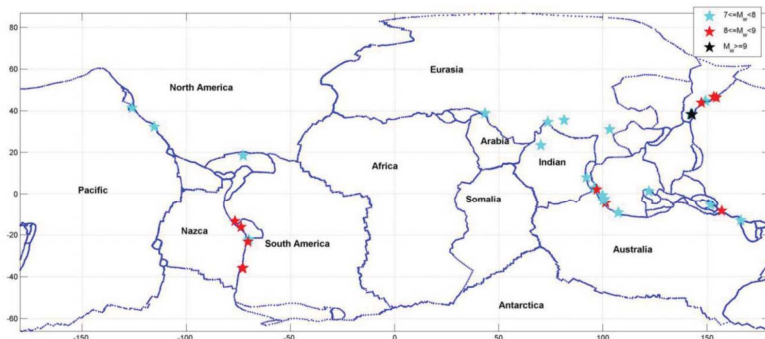 7<=Mw<8
8<=Mw<9
Mw>=9
80
60
40
20
0
-20
-40
-60
-150
-100
-50
0
50
100
150
North America
Eurasia
Arabia
Africa
Indian
Pacific
Somalia
Nazca
South America
Australia
Antarctica